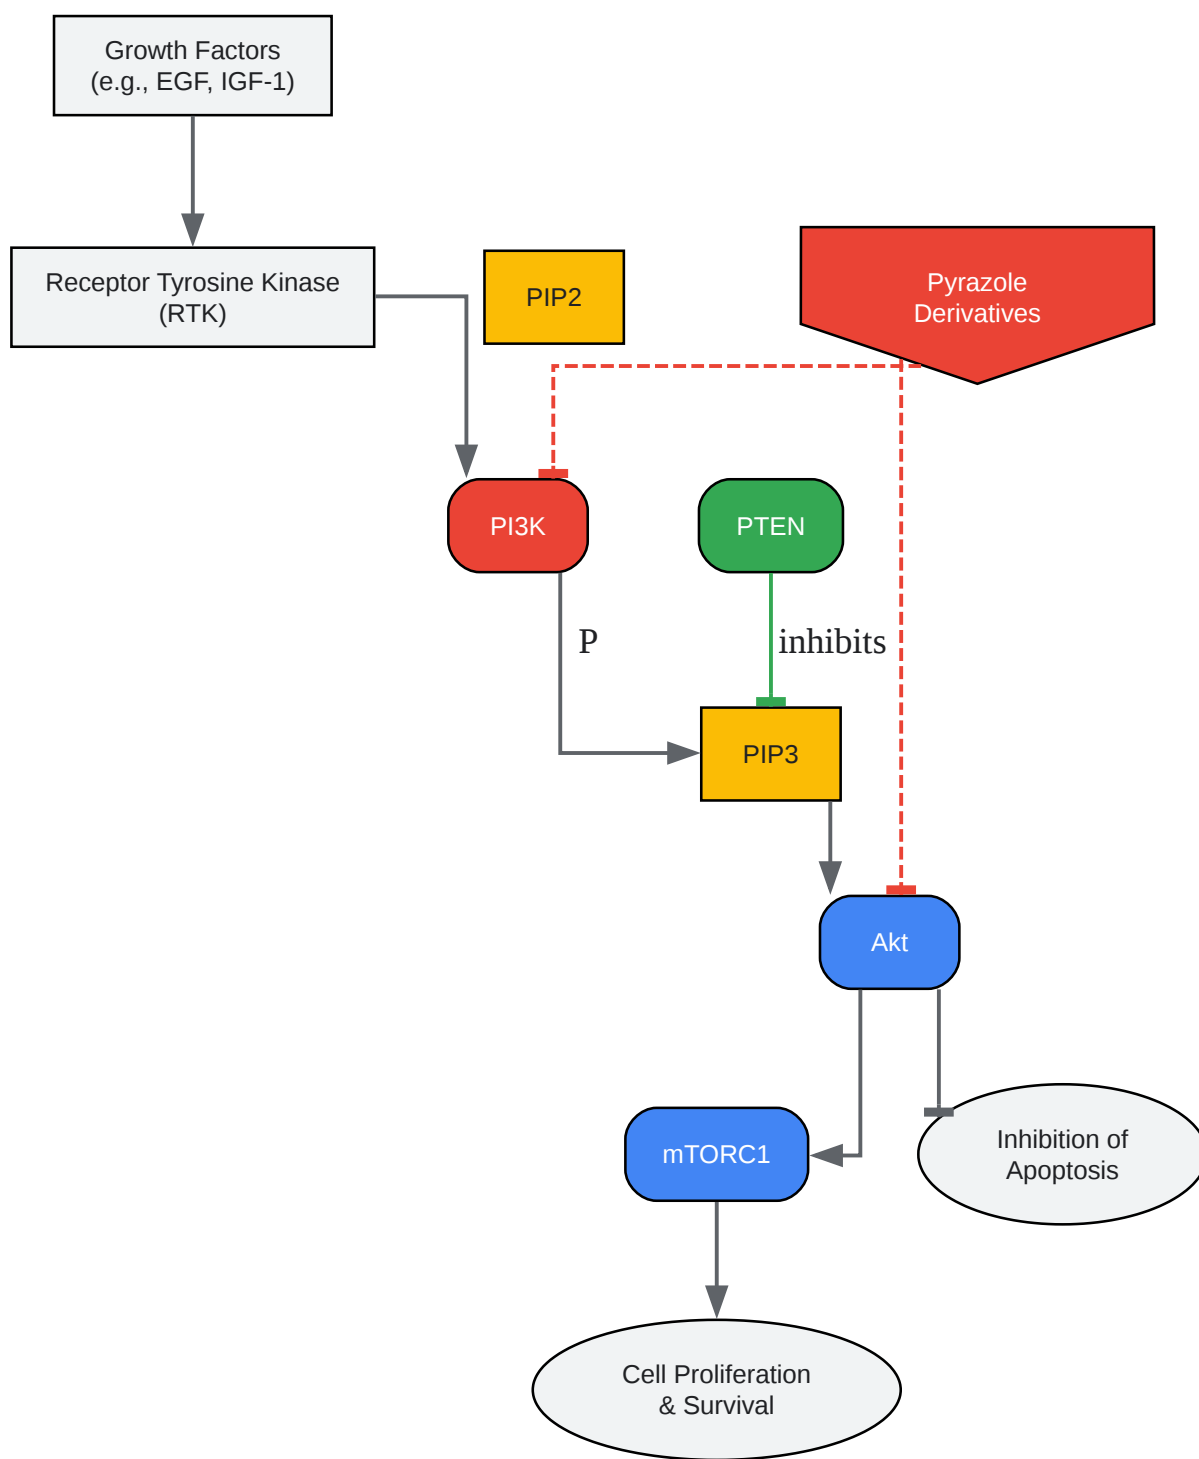 Growth Factors
(e.g., EGF, IGF-1)
Receptor Tyrosine Kinase
(RTK)
PIP2
Pyrazole
Derivatives
PI3K
PTEN
P
inhibits
PIP3
Akt
mTORC1
Inhibition of
Apoptosis
Cell Proliferation
& Survival